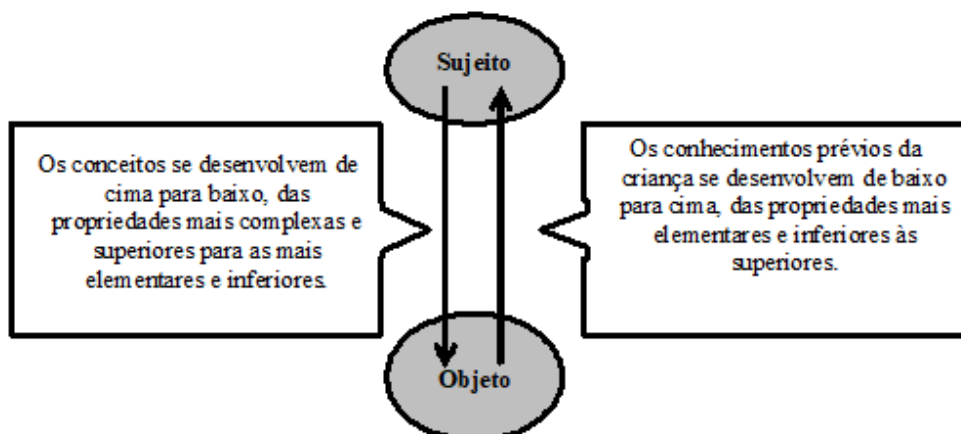 Sujeito
Os conceitos se desenvolvem de
cima para baixo, das
propriedades mais complexas e
superiores para as mais
elementares e inferiores.
Os conhecimentos prévios da
criança se desenvolvem de baixo
para cima, das propriedades mais
elementares e inferiores às
superiores.
Objeto